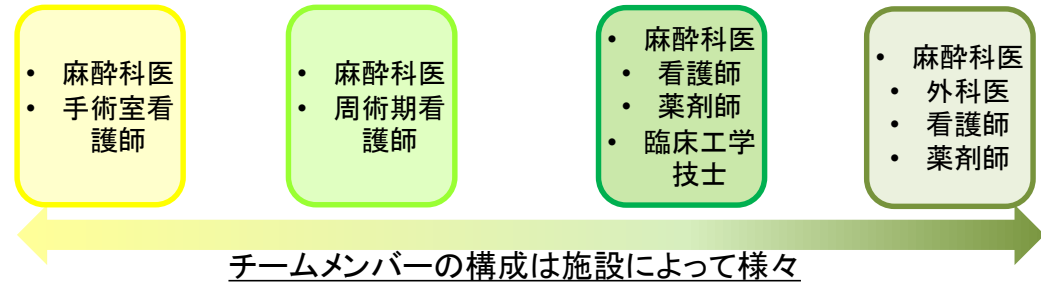 • 麻酔科医
• 手術室看
護師
• 麻酔科医
• 周術期看
護師
• 麻酔科医
• 看護師
• 薬剤師
• 臨床工学
技士
• 麻酔科医
• 外科医
• 看護師
• 薬剤師
チームメンバーの構成は施設によって様々